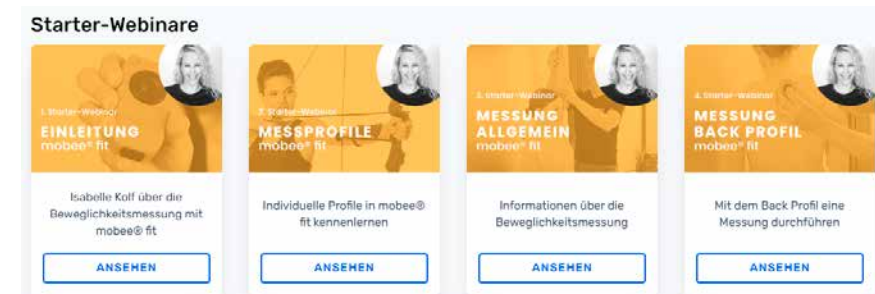 Starter-Webinare
1. Starter-Webinar
EINLEITUNG
mobee® fit
Isabelle Kolf über die
Beweglichkeitsmessung mit
mobee® fit
ANSEHEN
2. Starter-Webinar
MESSPROFILE
mobee® fit
Individuelle Profile in mobee®
fit kennenlernen
ANSEHEN
3. Starter-Webinar
MESSUNG
ALLGEMEIN
mobee® fit
Informationen über die
Beweglichkeitsmessung
ANSEHEN
4. Starter-Webinar
MESSUNG
BACK PROFIL
mobee® fit
Mit dem Back Profil eine
Messung durchführen
ANSEHEN